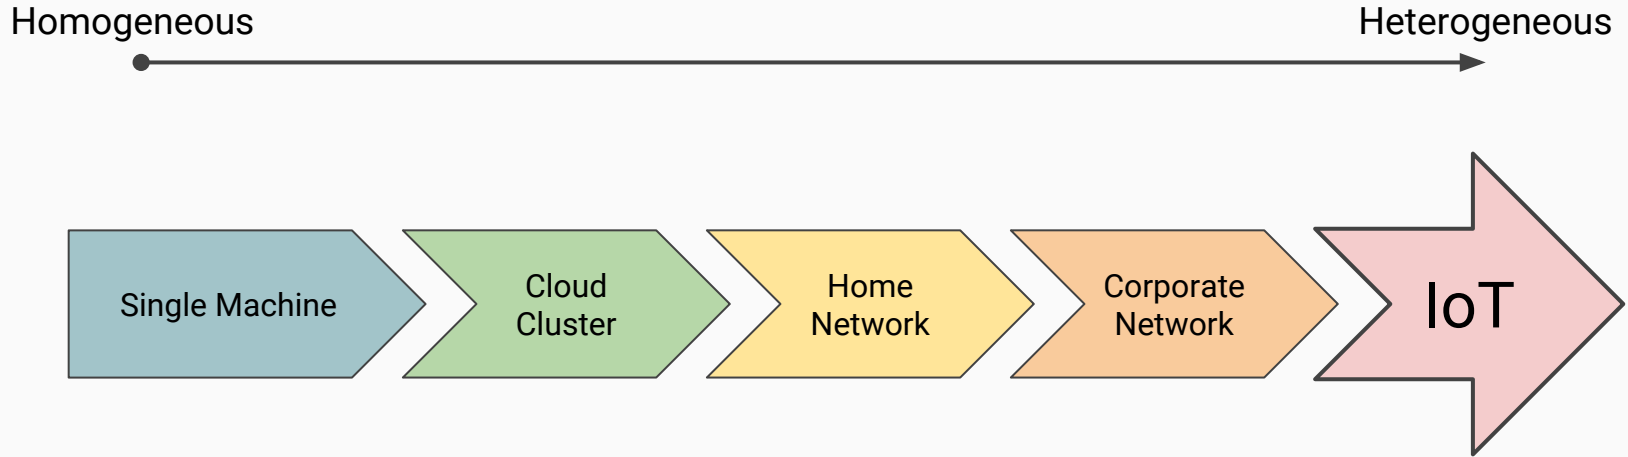 Homogeneous
Heterogeneous
Single Machine
Cloud
Cluster
Home
Network
Corporate
Network
IoT